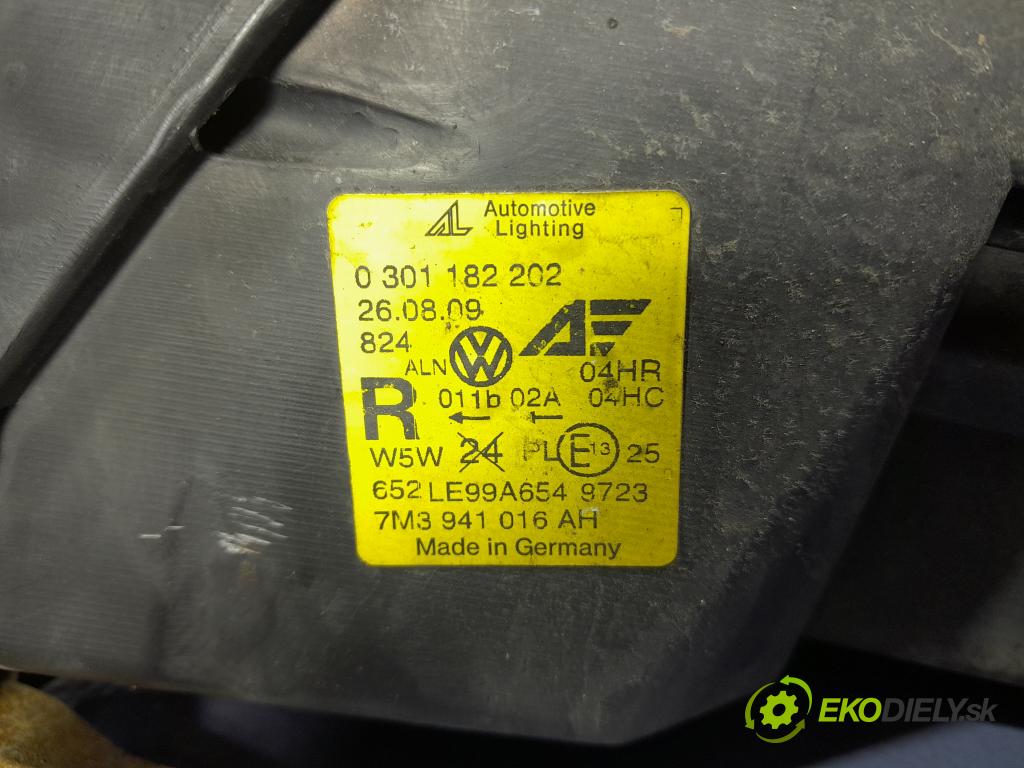 Automotive
Lighting
0 301 182 202
26.08.09
824
ALN
04HR
R 011b 02A 04HC
W5W 24 PL E13 25
652 LE99A654 9723
7M3 941 016 AH
Made in Germany
EKODIELY.sk